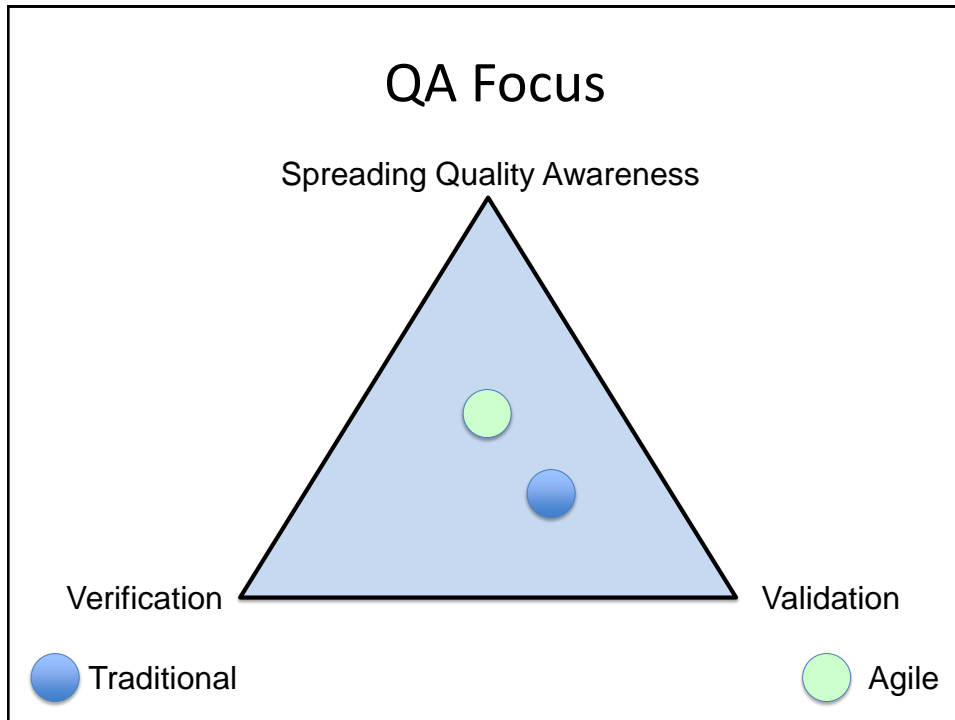 QA Focus
Spreading Quality Awareness
Verification
Validation
Traditional
Agile